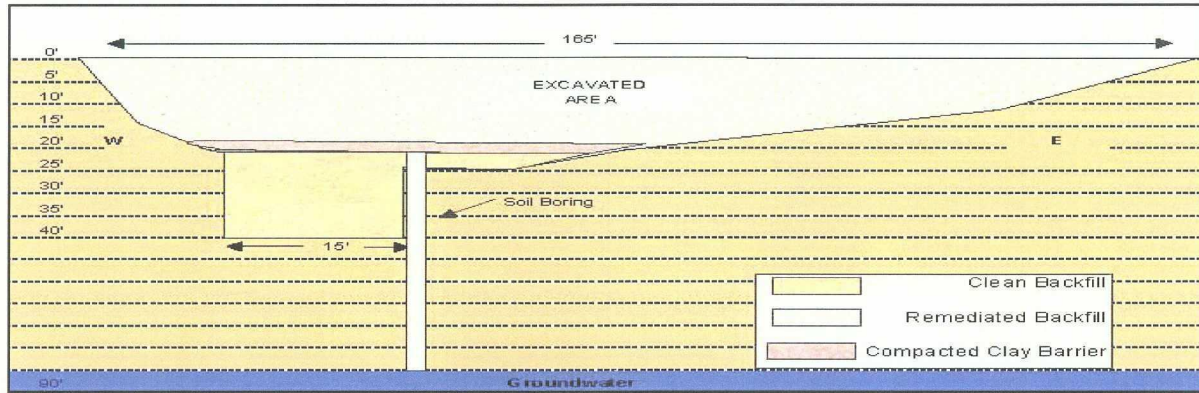 165'
0'
5'
EXCAVATED
AREA
10'
15'
W
E
20'
25'
30'
Soil Boring
35'
40'
15'
Clean Backfill
Remediated Backfill
Compacted Clay Barrier
90'
Groundwater